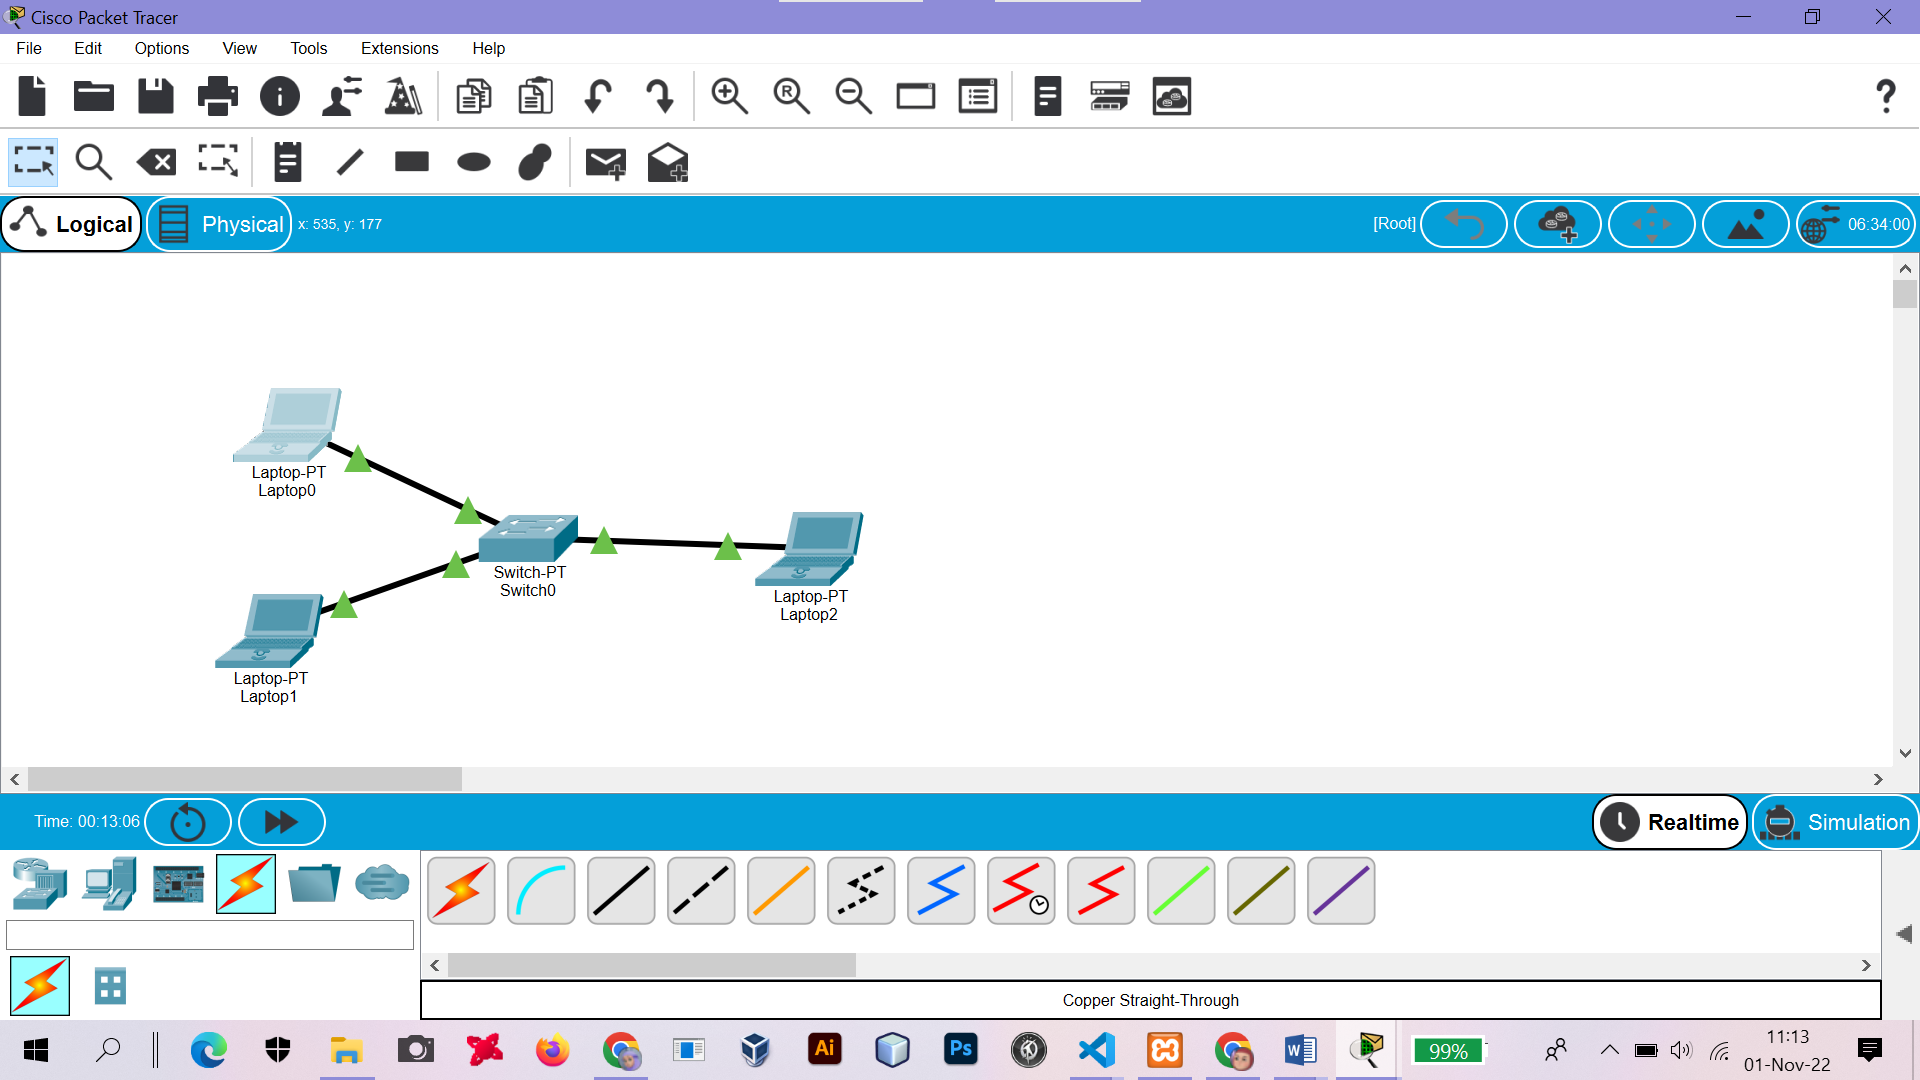 Cisco Packet Tracer
File Edit Options View Tools Extensions Help
Logical Physical x: 535, y: 177 [Root] 06:34:00
Laptop-PT
Laptop0
Switch-PT
Switch0
Laptop-PT
Laptop2
Laptop-PT
Laptop1
Time: 00:13:06 Realtime Simulation
Copper Straight-Through
99% 11:13
01-Nov-22